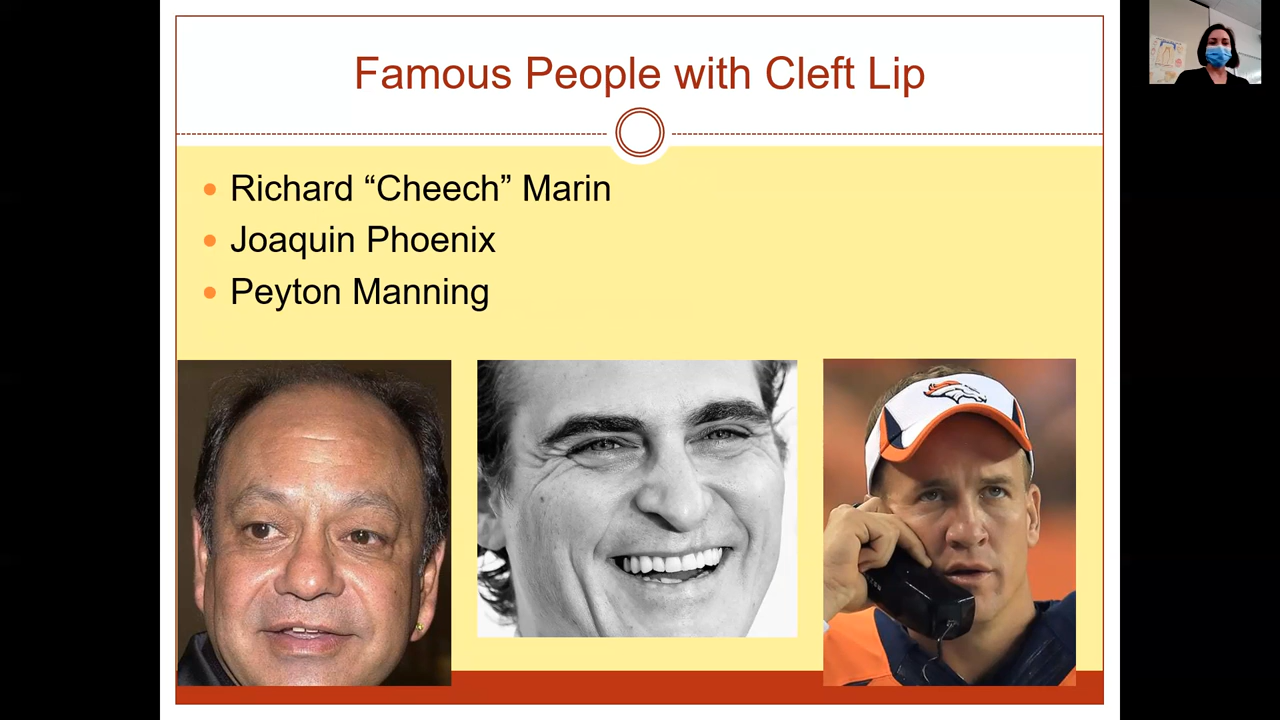 Famous People with Cleft Lip
Richard “Cheech” Marin
Joaquin Phoenix
Peyton Manning